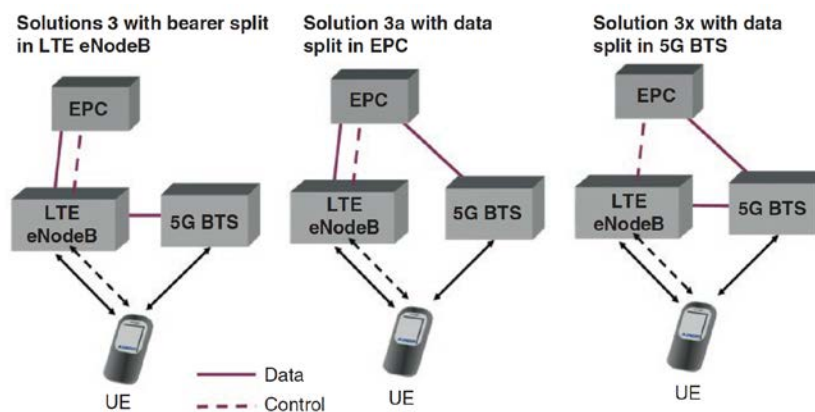 Solutions 3 with bearer split
in LTE eNodeB
EPC
LTE
eNodeB
5G BTS
UE
Solution 3a with data
split in EPC
EPC
LTE
eNodeB
5G BTS
UE
Solution 3x with data
split in 5G BTS
EPC
LTE
eNodeB
5G BTS
UE
Data
Control